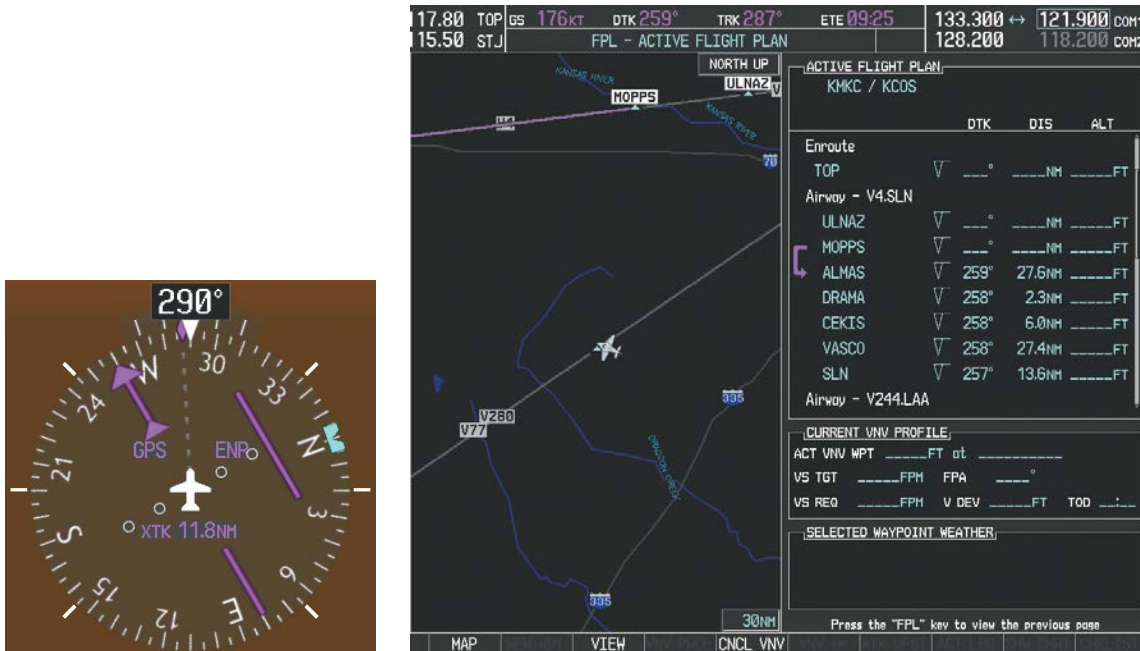 117.80 TOP GS 176KT DTK 259° TRK 287° ETE 09:25 133.300 ↔ 121.900 COM1
115.50 STJ FPL – ACTIVE FLIGHT PLAN 128.200 118.200 COM2
NORTH UP
KANSAS RIVER
ULNAZ
MOPPS
V4
KANSAS RIVER
70
335
V280
V77
DRAGOON CREEK
335
30NM
ACTIVE FLIGHT PLAN
KMKC / KCOS
DTK DIS ALT
Enroute
TOP ___° ____NM _____FT
Airway – V4.SLN
ULNAZ ___° ____NM _____FT
MOPPS ___° ____NM _____FT
ALMAS 259° 27.6NM _____FT
DRAMA 258° 2.3NM _____FT
CEKIS 258° 6.0NM _____FT
VASCO 258° 27.4NM _____FT
SLN 257° 13.6NM _____FT
Airway – V244.LAA
CURRENT VNV PROFILE
ACT VNV WPT _____FT at __________
VS TGT _____FPM FPA ____°
VS REQ _____FPM V DEV _____FT TOD __:__
SELECTED WAYPOINT WEATHER
Press the "FPL" key to view the previous page
MAP VIEW CNCL VNV
290°
W 30 33 N 3 6 E 12 15 S 21 24
GPS ENR
XTK 11.8NM